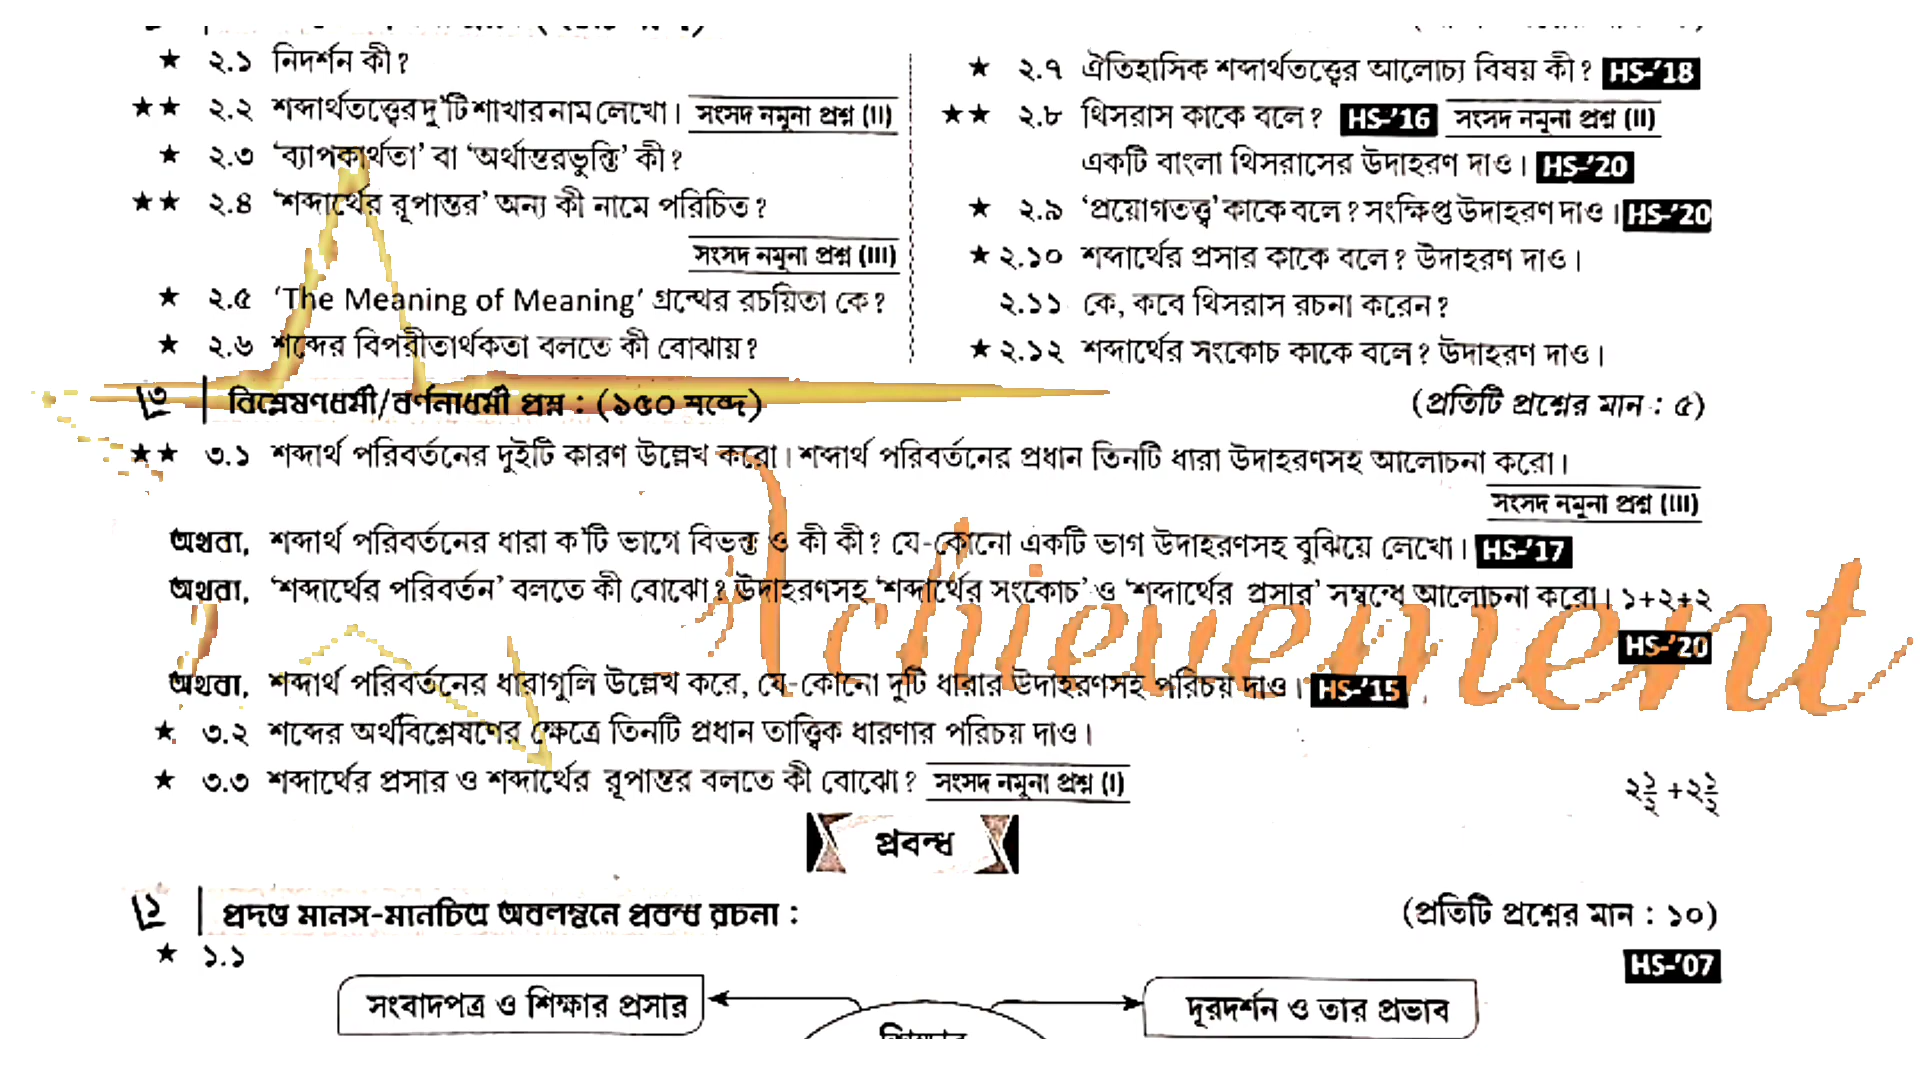 ★ ২.১ নিদর্শন কী?
★★ ২.২ শব্দার্থতত্ত্বের দু'টি শাখার নাম লেখো। সংসদ নমুনা প্রশ্ন (II)
★ ২.৩ 'ব্যাপকার্থতা' বা 'অর্থান্তরভুক্তি' কী?
★★ ২.৪ 'শব্দার্থের রূপান্তর' অন্য কী নামে পরিচিত?
সংসদ নমুনা প্রশ্ন (III)
★ ২.৫ 'The Meaning of Meaning' গ্রন্থের রচয়িতা কে?
★ ২.৬ শব্দের বিপরীতার্থকতা বলতে কী বোঝায়?
★ ২.৭ ঐতিহাসিক শব্দার্থতত্ত্বের আলোচ্য বিষয় কী? HS-'18
★★ ২.৮ থিসরাস কাকে বলে? HS-'16 সংসদ নমুনা প্রশ্ন (II)
একটি বাংলা থিসরাসের উদাহরণ দাও। HS-'20
★ ২.৯ 'প্রয়োগতত্ত্ব' কাকে বলে? সংক্ষিপ্ত উদাহরণ দাও। HS-'20
★ ২.১০ শব্দার্থের প্রসার কাকে বলে? উদাহরণ দাও।
২.১১ কে, কবে থিসরাস রচনা করেন?
★ ২.১২ শব্দার্থের সংকোচ কাকে বলে? উদাহরণ দাও।
৩ বিশ্লেষণধর্মী/বর্ণনাধর্মী প্রশ্ন : (১৫০ শব্দে) (প্রতিটি প্রশ্নের মান : ৫)
★★ ৩.১ শব্দার্থ পরিবর্তনের দুইটি কারণ উল্লেখ করো। শব্দার্থ পরিবর্তনের প্রধান তিনটি ধারা উদাহরণসহ আলোচনা করো।
সংসদ নমুনা প্রশ্ন (III)
অথবা, শব্দার্থ পরিবর্তনের ধারা ক'টি ভাগে বিভক্ত ও কী কী? যে-কোনো একটি ভাগ উদাহরণসহ বুঝিয়ে লেখো। HS-'17
অথবা, 'শব্দার্থের পরিবর্তন' বলতে কী বোঝো? উদাহরণসহ 'শব্দার্থের সংকোচ' ও 'শব্দার্থের প্রসার' সম্বন্ধে আলোচনা করো। ১+২+২
HS-'20
অথবা, শব্দার্থ পরিবর্তনের ধারাগুলি উল্লেখ করে, যে-কোনো দুটি ধারার উদাহরণসহ পরিচয় দাও। HS-'15
Achievement
★ ৩.২ শব্দের অর্থবিশ্লেষণের ক্ষেত্রে তিনটি প্রধান তাত্ত্বিক ধারণার পরিচয় দাও।
★ ৩.৩ শব্দার্থের প্রসার ও শব্দার্থের রূপান্তর বলতে কী বোঝো? সংসদ নমুনা প্রশ্ন (I) ২ ১/২ + ২ ১/২
প্রবন্ধ
১ প্রদত্ত মানস-মানচিত্র অবলম্বনে প্রবন্ধ রচনা : (প্রতিটি প্রশ্নের মান : ১০)
★ ১.১ HS-'07
সংবাদপত্র ও শিক্ষার প্রসার
দূরদর্শন ও তার প্রভাব